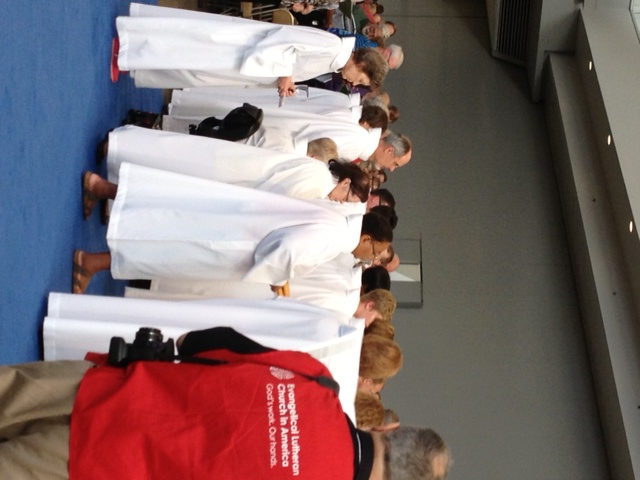 Evangelical Lutheran
Church in America
God's work. Our hands.